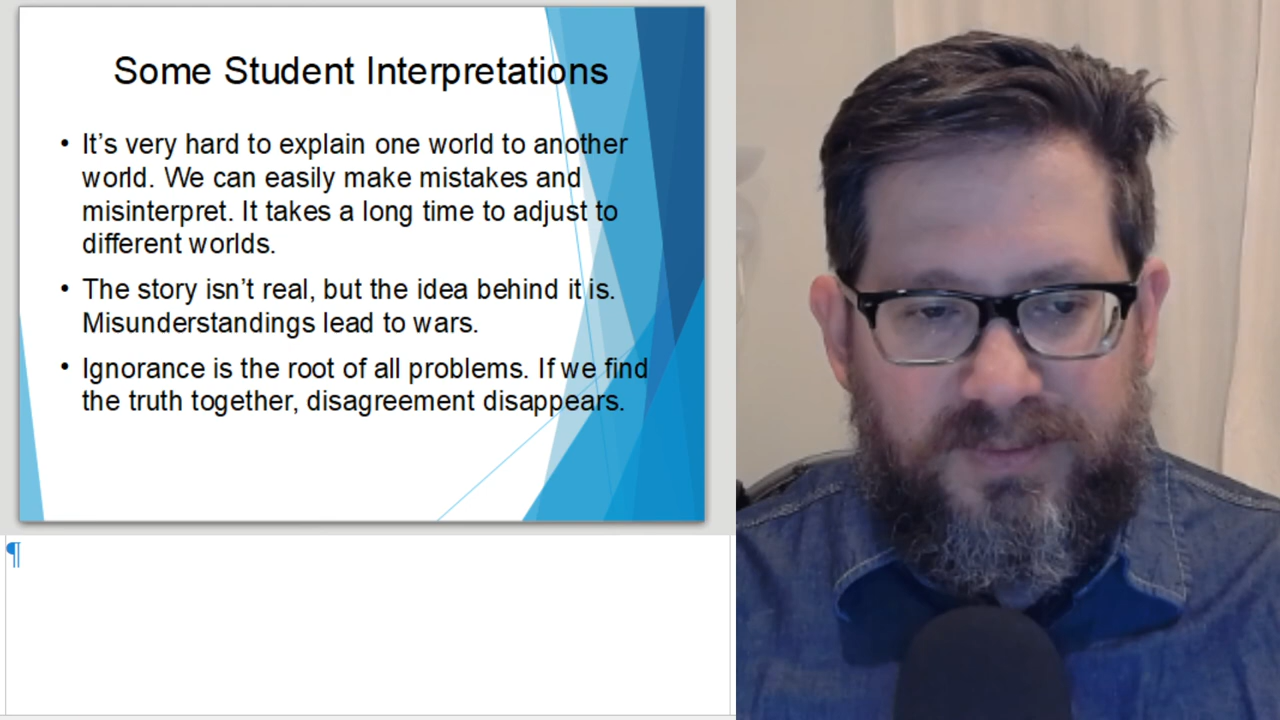 Some Student Interpretations
• It’s very hard to explain one world to another
world. We can easily make mistakes and
misinterpret. It takes a long time to adjust to
different worlds.
• The story isn’t real, but the idea behind it is.
Misunderstandings lead to wars.
• Ignorance is the root of all problems. If we find
the truth together, disagreement disappears.
¶